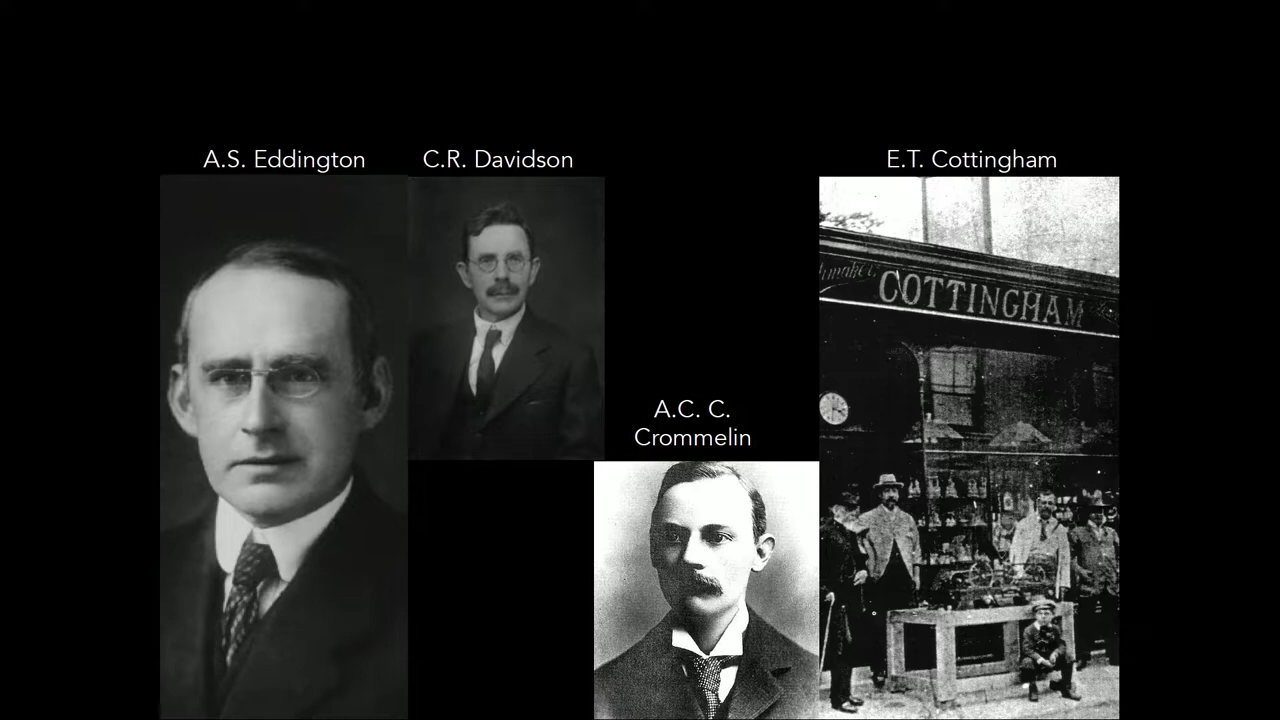 A.S. Eddington
C.R. Davidson
E.T. Cottingham
A.C. C.
Crommelin
COTTINGHAM